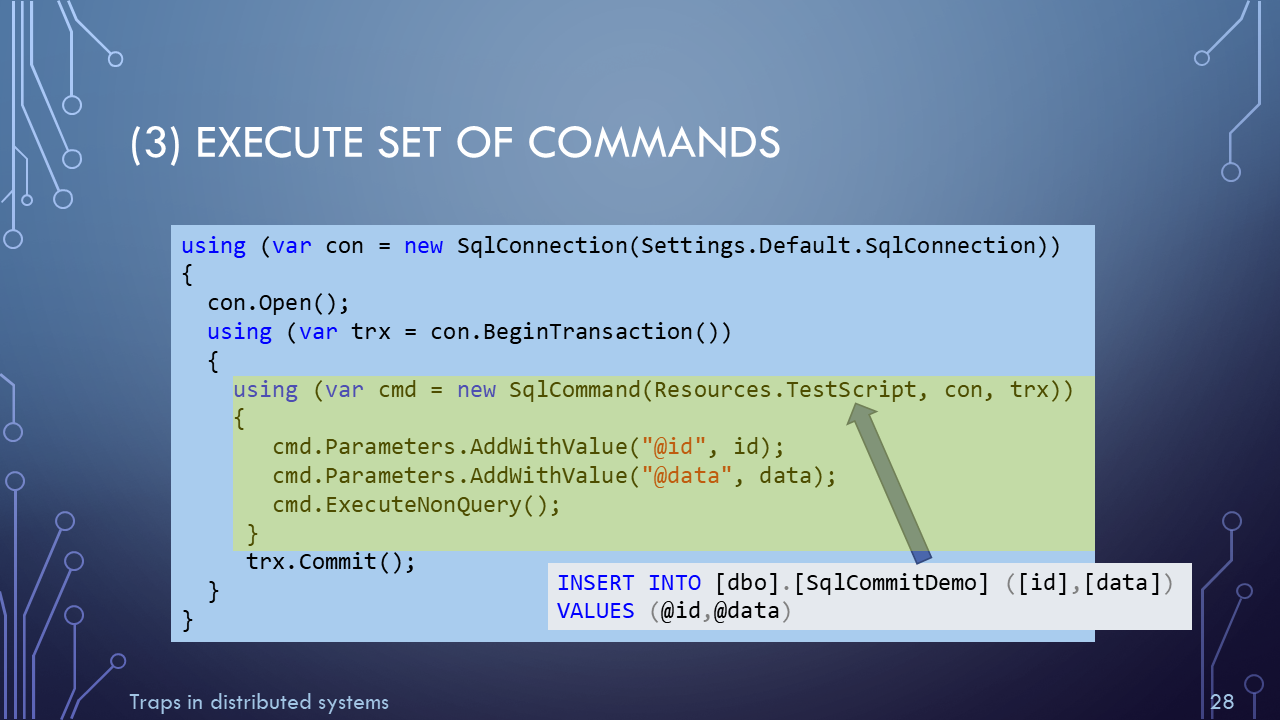 (3) EXECUTE SET OF COMMANDS
using (var con = new SqlConnection(Settings.Default.SqlConnection))
{
con.Open();
using (var trx = con.BeginTransaction())
{
using (var cmd = new SqlCommand(Resources.TestScript, con, trx))
{
cmd.Parameters.AddWithValue("@id", id);
cmd.Parameters.AddWithValue("@data", data);
cmd.ExecuteNonQuery();
}
trx.Commit();
}
}
INSERT INTO [dbo].[SqlCommitDemo] ([id],[data])
VALUES (@id,@data)
Traps in distributed systems
28